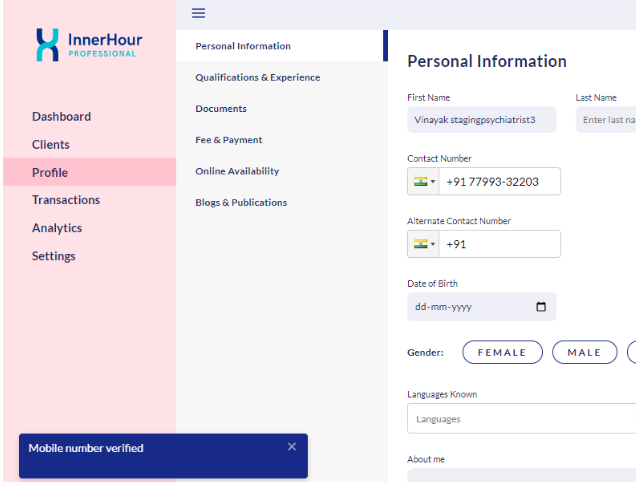 InnerHour
PROFESSIONAL
Dashboard
Clients
Profile
Transactions
Analytics
Settings
Personal Information
Qualifications & Experience
Documents
Fee & Payment
Online Availability
Blogs & Publications
Personal Information
First Name
Last Name
Vinayak stagingpsychiatrist3
Enter last na
Contact Number
+91 77993-32203
Alternate Contact Number
+91
Date of Birth
dd-mm-yyyy
Gender:
FEMALE
MALE
Languages Known
Languages
About me
Mobile number verified